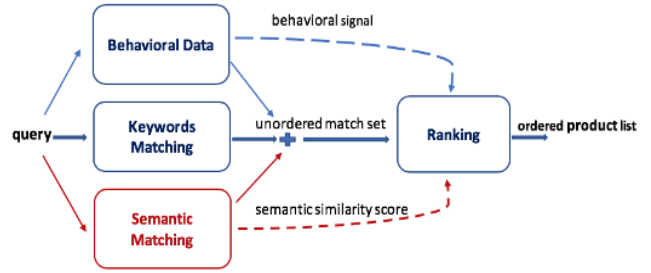 behavioral signal
Behavioral Data
query
Keywords
Matching
unordered match set
Ranking
ordered product list
Semantic
Matching
semantic similarity score